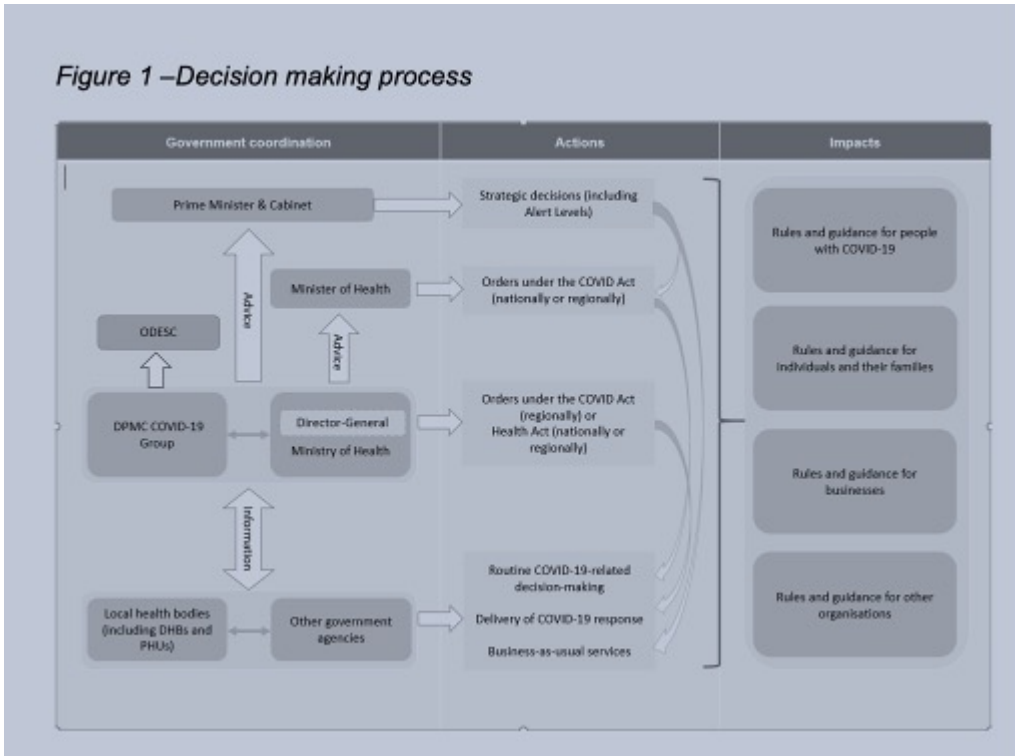 Figure 1 –Decision making process
Government coordination
Actions
Impacts
Prime Minister & Cabinet
Strategic decisions (including
Alert Levels)
Rules and guidance for people
with COVID-19
Minister of Health
Orders under the COVID Act
(nationally or regionally)
Advice
ODESC
Advice
Rules and guidance for
individuals and their families
DPMC COVID-19
Group
Director-General
Ministry of Health
Orders under the COVID Act
(regionally) or
Health Act (nationally or
regionally)
Rules and guidance for
businesses
Information
Routine COVID-19-related
decision-making
Delivery of COVID-19 response
Business-as-usual services
Local health bodies
(including DHBs and
PHUs)
Other government
agencies
Rules and guidance for other
organisations